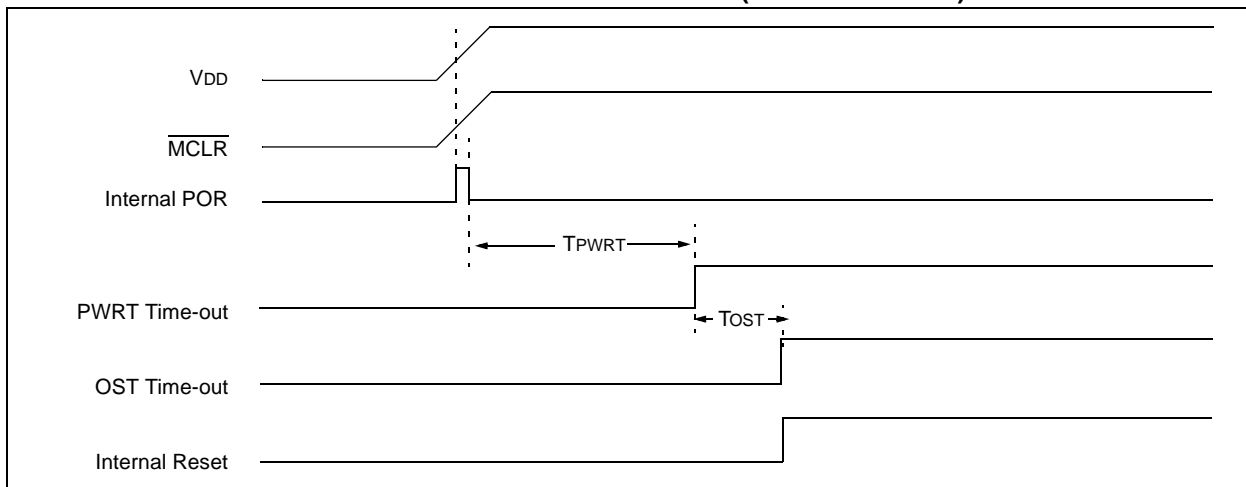 VDD
MCLR
Internal POR
TPWRT
PWRT Time-out
TOST
OST Time-out
Internal Reset